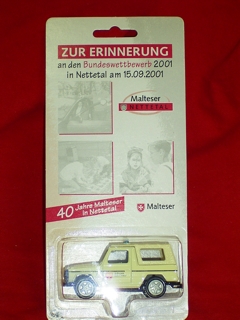 ZUR ERINNERUNG
an den Bundeswettbewerb 2001
in Nettetal am 15.09.2001
Malteser
NETTETAL
40 Jahre Malteser
in Nettetal
Malteser